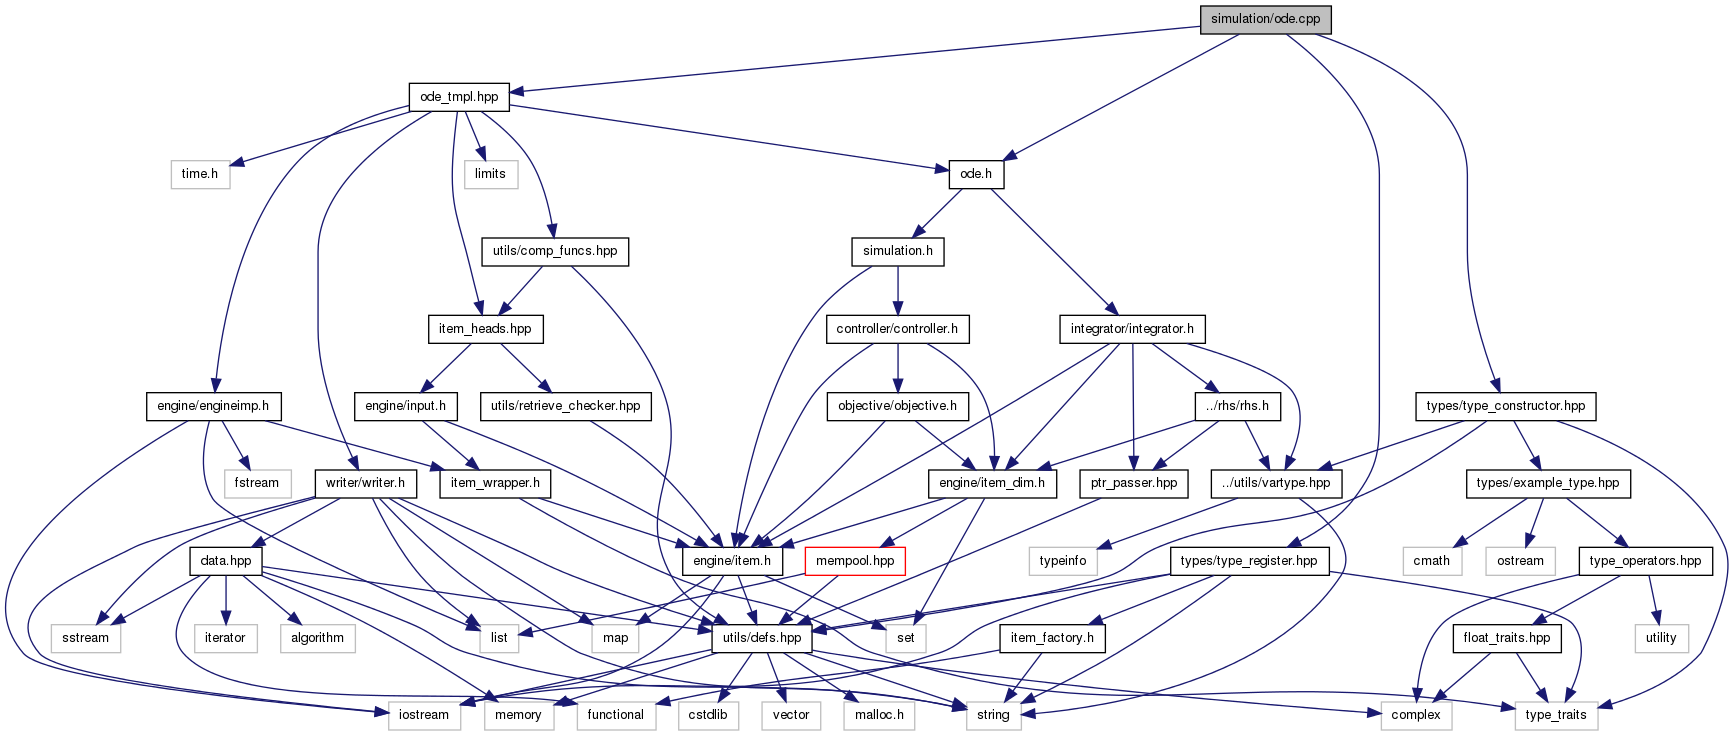 simulation/ode.cpp
ode_tmpl.hpp
time.h
limits
ode.h
utils/comp_funcs.hpp
simulation.h
item_heads.hpp
controller/controller.h
integrator/integrator.h
engine/engineimp.h
engine/input.h
utils/retrieve_checker.hpp
objective/objective.h
../rhs/rhs.h
types/type_constructor.hpp
fstream
writer/writer.h
item_wrapper.h
engine/item_dim.h
ptr_passer.hpp
../utils/vartype.hpp
types/example_type.hpp
data.hpp
engine/item.h
mempool.hpp
typeinfo
types/type_register.hpp
cmath
ostream
type_operators.hpp
sstream
iterator
algorithm
list
map
utils/defs.hpp
set
item_factory.h
float_traits.hpp
utility
iostream
memory
functional
cstdlib
vector
malloc.h
string
complex
type_traits